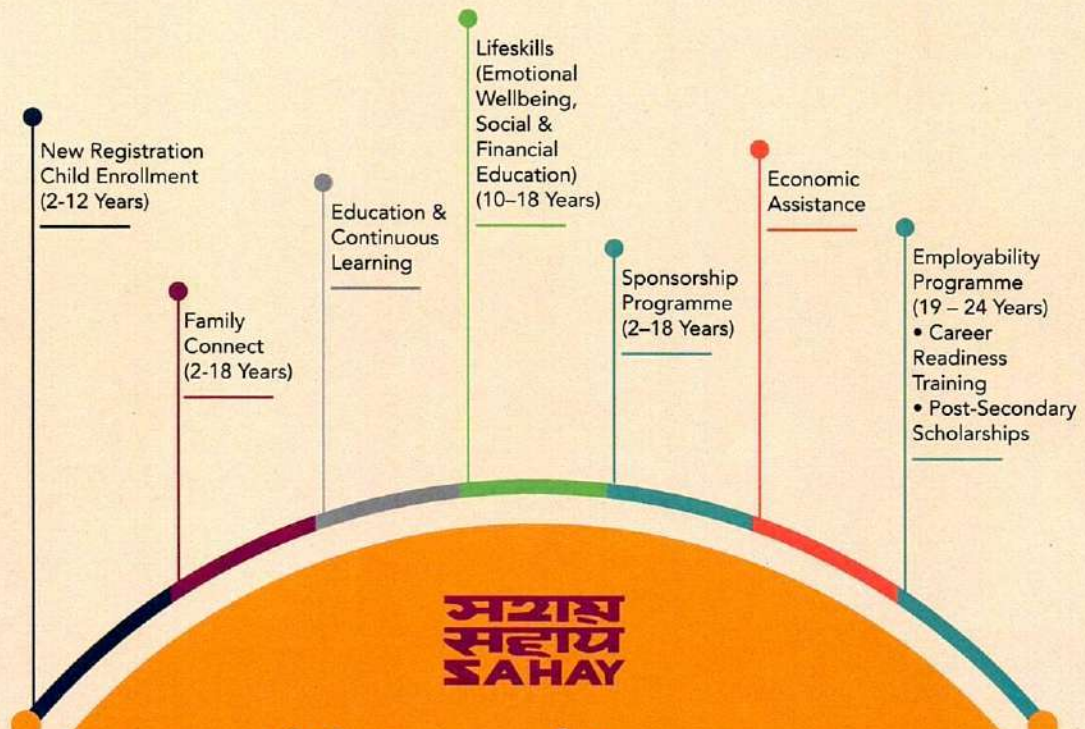 New Registration
Child Enrollment
(2-12 Years)
Family
Connect
(2-18 Years)
Education &
Continuous
Learning
Lifeskills
(Emotional
Wellbeing,
Social &
Financial
Education)
(10–18 Years)
Sponsorship
Programme
(2–18 Years)
Economic
Assistance
Employability
Programme
(19 – 24 Years)
• Career
Readiness
Training
• Post-Secondary
Scholarships
সহায়
सहाय
SAHAY